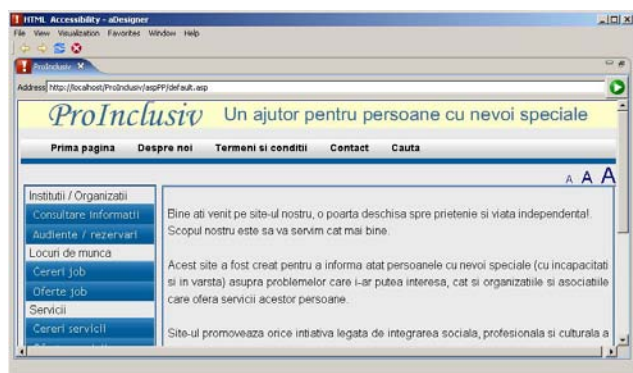 HTML Accessibility - aDesigner
File View Visualization Favorites Window Help
ProInclusiv
Address http://localhost/ProInclusiv/aspPP/default.asp
ProInclusiv Un ajutor pentru persoane cu nevoi speciale
Prima pagina Despre noi Termeni si conditii Contact Cauta
A A A
Institutii / Organizatii
Consultare Informatii
Audiente / rezervari
Locuri de munca
Cereri job
Oferte job
Servicii
Cereri servicii
Bine ati venit pe site-ul nostru, o poarta deschisa spre prietenie si viata independenta!.
Scopul nostru este sa va servim cat mai bine.
Acest site a fost creat pentru a informa atat persoanele cu nevoi speciale (cu incapacitati
si in varsta) asupra problemelor care i-ar putea interesa, cat si organizatiile si asociatiile
care ofera servicii acestor persoane.
Site-ul promoveaza orice intiativa legata de integrarea sociala, profesionala si culturala a